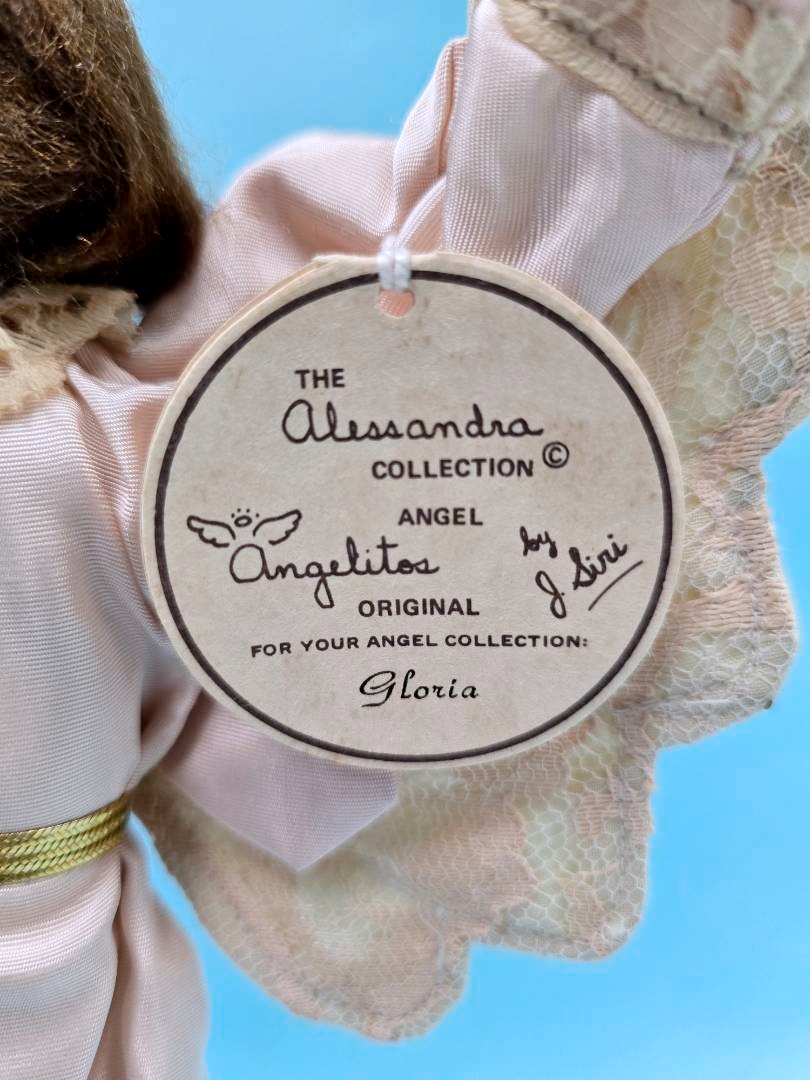 THE
Alessandra
COLLECTION ©
ANGEL
Angelitos
by
J. Siri
ORIGINAL
FOR YOUR ANGEL COLLECTION:
Gloria